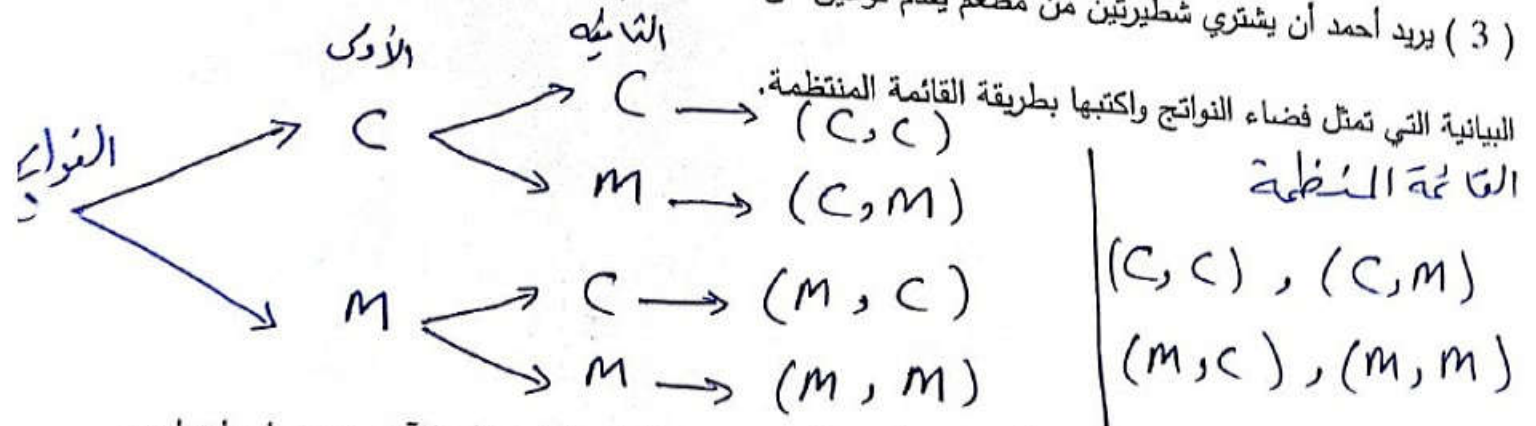 ( 3 ) يريد أحمد أن يشتري شطيرتين من مطعم يقدم
البيانية التي تمثل فضاء النواتج واكتبها بطريقة القائمة المنتظمة.
الأولى الثانية
C → (C, C)
C
M → (C, M)
C → (M, C)
M
M → (M, M)
القائمة المنظمة
(C, C) , (C, M)
(M, C) , (M, M)